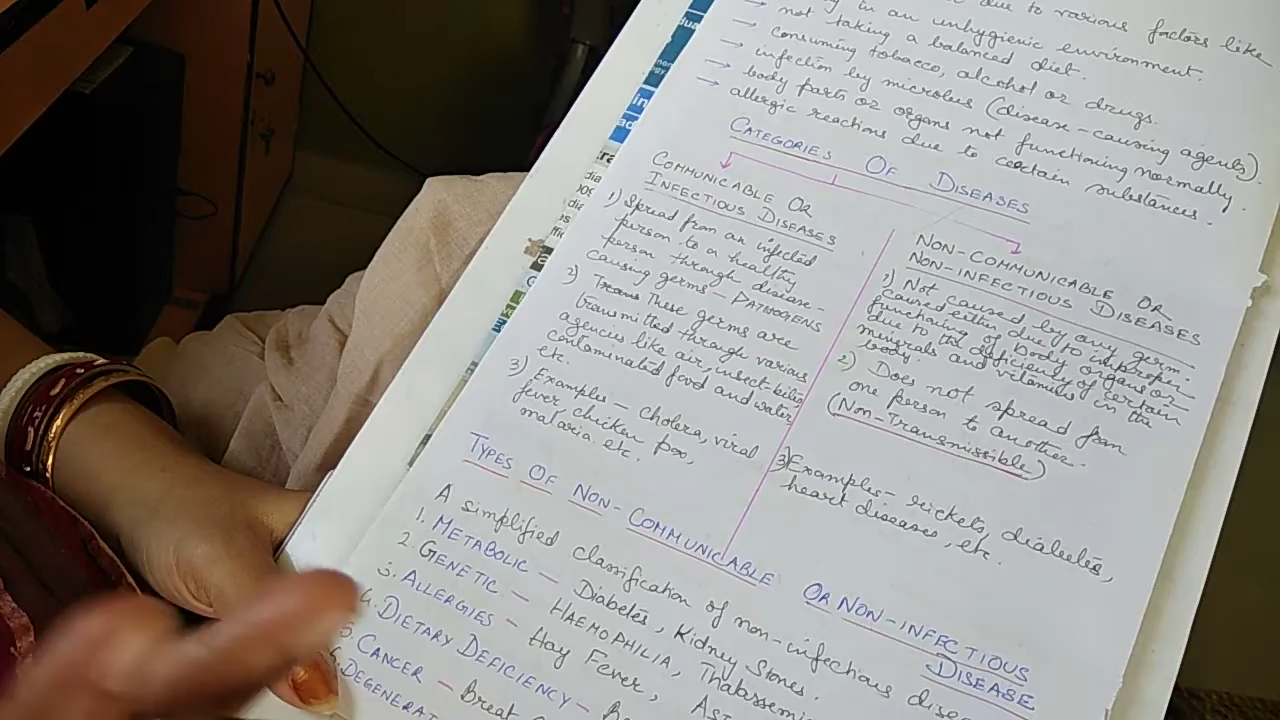 due to various factors like
in an unhygienic environment.
→ not taking a balanced diet.
→ consuming tobacco, alcohol or drugs.
→ infection by microbes (disease-causing agents).
→ body parts or organs not functioning normally.
→ allergic reactions due to certain substances.
CATEGORIES OF DISEASES
COMMUNICABLE OR
INFECTIOUS DISEASES
1) Spread from an infected
person to a healthy
person through disease-
causing germs - PATHOGENS
2) Trans These germs are
transmitted through various
agencies like air, insect bites,
contaminated food and water,
etc.
3) Examples - cholera, viral
fever, chicken pox,
malaria etc.
NON-COMMUNICABLE OR
NON-INFECTIOUS DISEASES
1) Not caused by any germ.
caused either due to improper
functioning of body organs or
due to the deficiency of certain
minerals and vitamins in the
body.
2) Does not spread from
one person to another.
(Non-Transmissible)
3) Examples - rickets, diabetes,
heart diseases, etc.
TYPES OF NON-COMMUNICABLE OR NON-INFECTIOUS
DISEASE
A simplified classification of non-infectious
1. METABOLIC - Diabetes, Kidney Stones.
2. GENETIC - HAEMOPHILIA,
3. ALLERGIES - Hay Fever,
4. DIETARY DEFICIENCY -
5. CANCER -